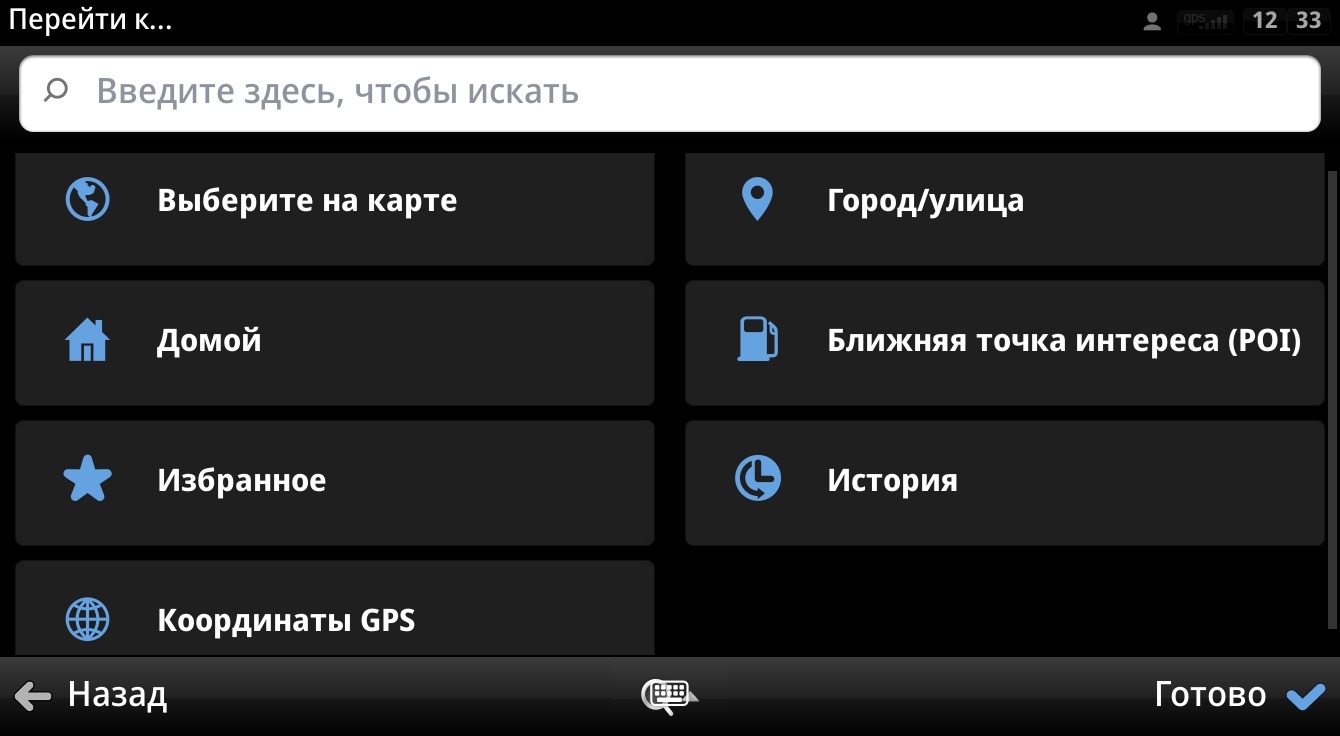 Перейти к...
gps
12 33
Введите здесь, чтобы искать
Выберите на карте
Город/улица
Домой
Ближняя точка интереса (POI)
Избранное
История
Координаты GPS
Назад
Готово